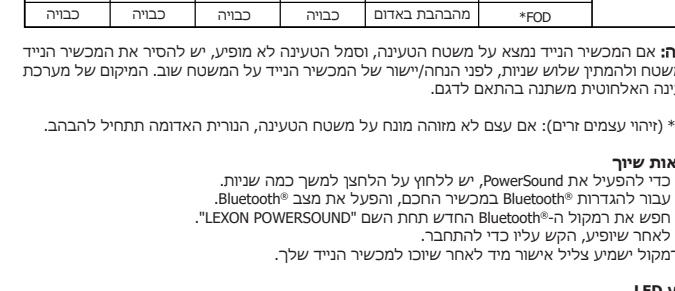 *FOD מהבהבת באדום כבויה כבויה כבויה כבויה
אם המכשיר הנייד נמצא על משטח הטעינה, וסמל הטעינה לא מופיע, יש להסיר את המכשיר הנייד
ולהמתין שלוש שניות, לפני הנחה/יישור של המכשיר הנייד על המשטח שוב. המיקום של מערכת
האלחוטית משתנה בהתאם לדגם.
* (זיהוי עצמים זרים): אם עצם לא מזוהה מונח על משטח הטעינה, הנורית האדומה תתחיל להבהב.
שיוך
כדי להפעיל את PowerSound, יש ללחוץ על הלחצן למשך כמה שניות.
עבור להגדרות Bluetooth® במכשיר החכם, והפעל את מצב Bluetooth®.
חפש את רמקול ה-Bluetooth® החדש תחת השם "LEXON POWERSOUND".
לאחר שיופיע, הקש עליו כדי להתחבר.
רמקול ישמיע צליל אישור מיד לאחר שיוכו למכשיר הנייד שלך.
LED